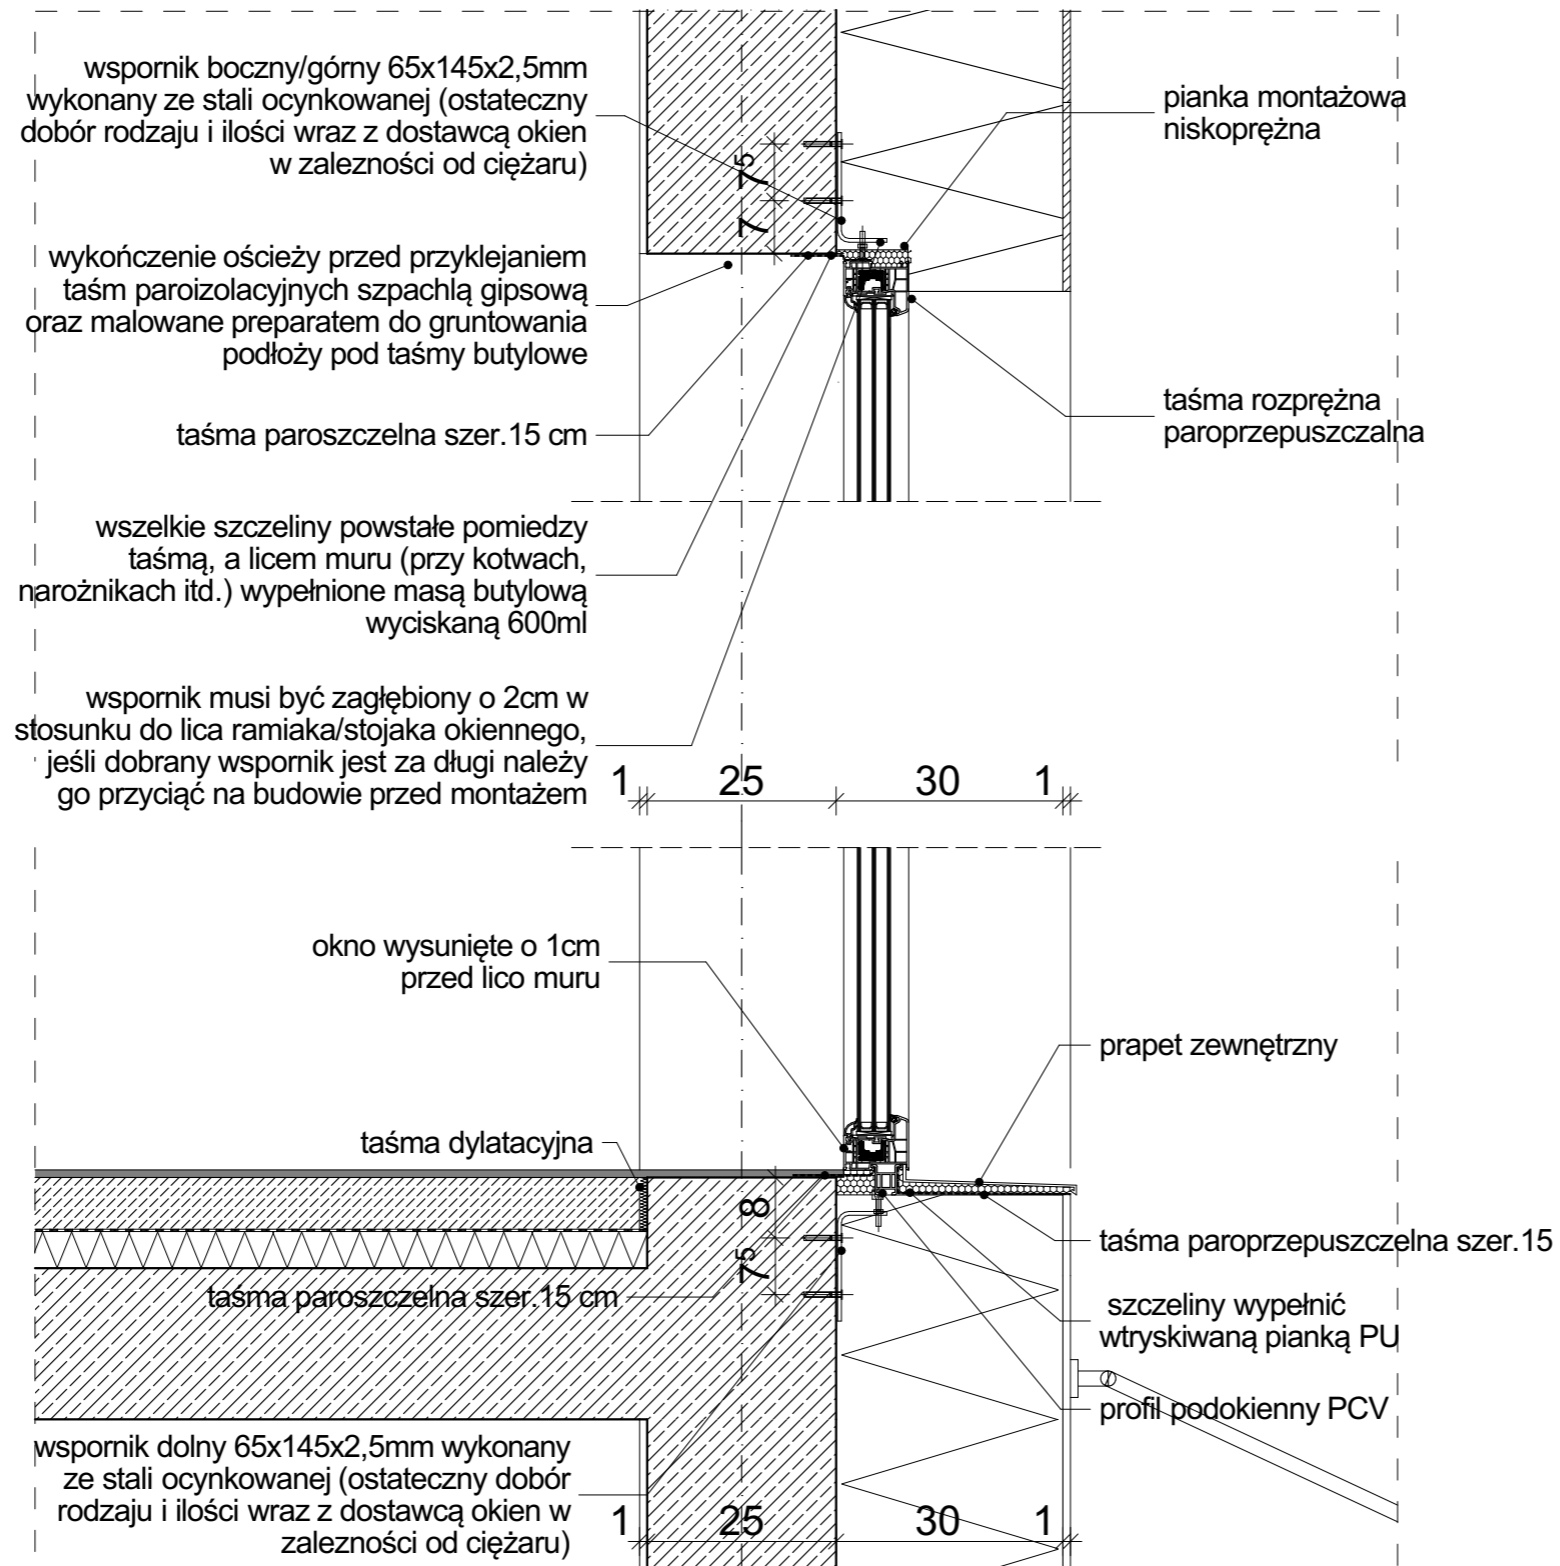 wspornik boczny/górny 65x145x2,5mm
wykonany ze stali ocynkowanej (ostateczny
dobór rodzaju i ilości wraz z dostawcą okien
w zalezności od ciężaru)
pianka montażowa
niskoprężna
7⁵
7
wykończenie ościeży przed przyklejaniem
taśm paroizolacyjnych szpachlą gipsową
oraz malowane preparatem do gruntowania
podłoży pod taśmy butylowe
taśma paroszczelna szer.15 cm
taśma rozprężna
paroprzepuszczalna
wszelkie szczeliny powstałe pomiedzy
taśmą, a licem muru (przy kotwach,
narożnikach itd.) wypełnione masą butylową
wyciskaną 600ml
wspornik musi być zagłębiony o 2cm w
stosunku do lica ramiaka/stojaka okiennego,
jeśli dobrany wspornik jest za długi należy
go przyciąć na budowie przed montażem
1 25 30 1
okno wysunięte o 1cm
przed lico muru
prapet zewnętrzny
taśma dylatacyjna
8
7⁵
taśma paroprzepuszczelna szer.15
taśma paroszczelna szer.15 cm
szczeliny wypełnić
wtryskiwaną pianką PU
profil podokienny PCV
wspornik dolny 65x145x2,5mm wykonany
ze stali ocynkowanej (ostateczny dobór
rodzaju i ilości wraz z dostawcą okien w
zalezności od ciężaru)
1 25 30 1